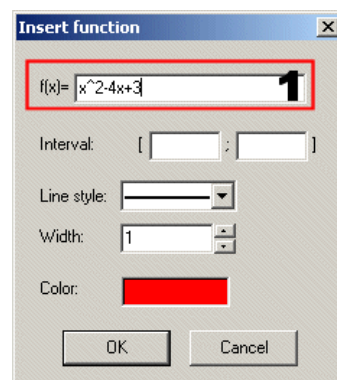 Insert function
f(x)= x^2-4x+3 1
Interval: [ ; ]
Line style:
Width: 1
Color:
OK Cancel